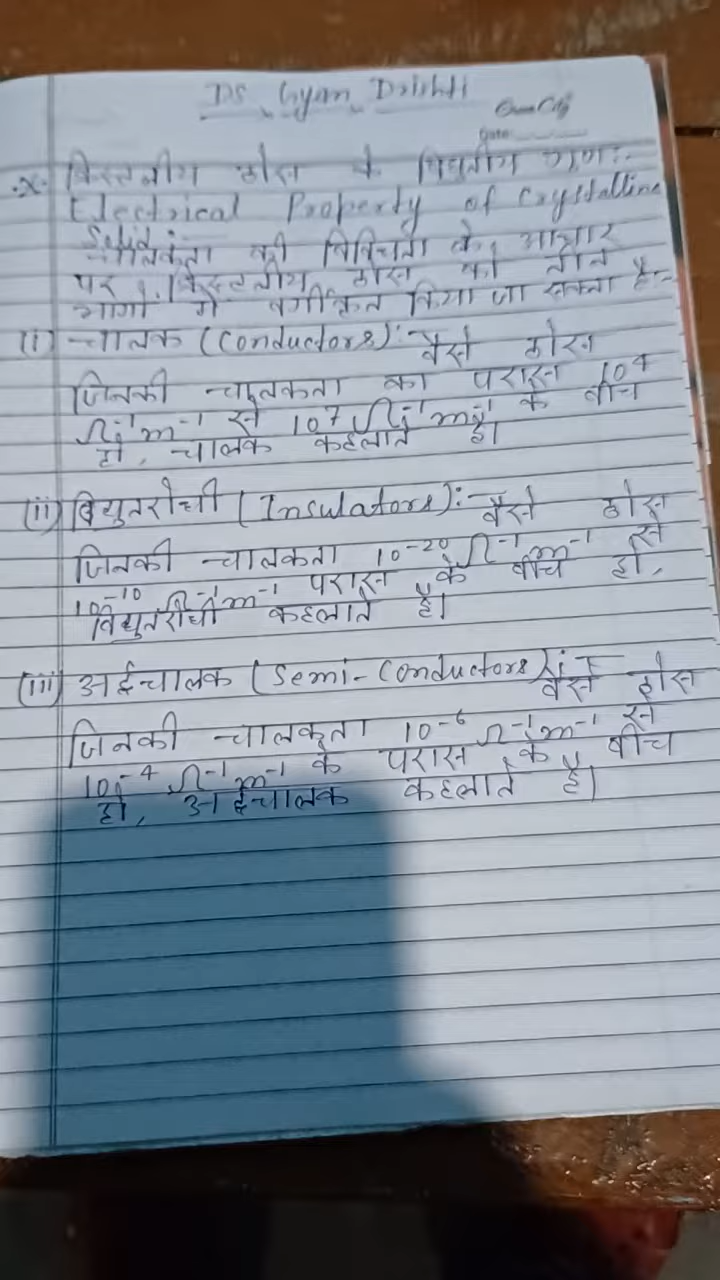 DS Gyan Drishti
Date
क्रिस्टलीय ठोस के विद्युतीय गुण:-
Electrical Property of Crystalline
Solid:-
चालकता की विविधता के आधार
पर क्रिस्टलीय ठोस को तीन
भागों में वर्गीकृत किया जा सकता है-
(i) चालक (Conductors):- वैसे ठोस
जिनकी चालकता का परास 10⁴
Ω⁻¹m⁻¹ से 10⁷ Ω⁻¹m⁻¹ के बीच
हो, चालक कहलाते हैं।
(ii) विद्युतरोधी (Insulators):- वैसे ठोस
जिनकी चालकता 10⁻²⁰ Ω⁻¹m⁻¹ से
10⁻¹⁰ Ω⁻¹m⁻¹ परास के बीच हो,
विद्युतरोधी कहलाते हैं।
(iii) अर्द्धचालक (Semi-Conductors):- वैसे ठोस
जिनकी चालकता 10⁻⁶ Ω⁻¹m⁻¹ से
10⁻⁴ Ω⁻¹m⁻¹ के परास के बीच
हो, अर्द्धचालक कहलाते हैं।